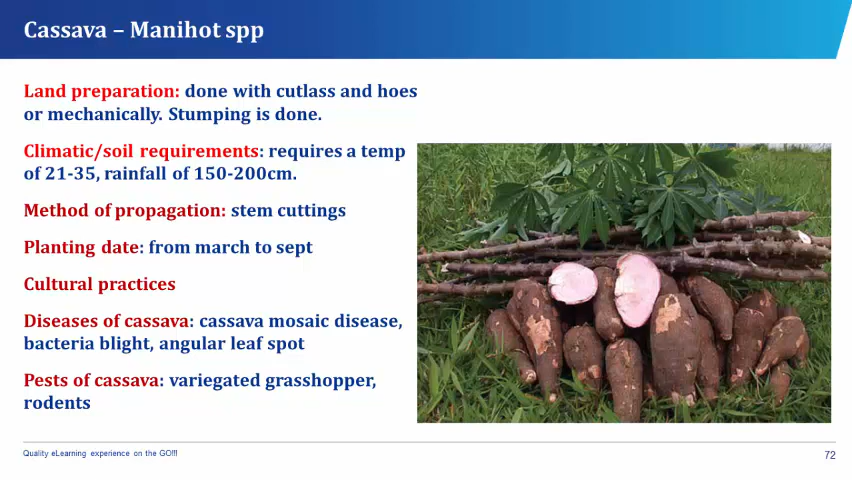 Cassava – Manihot spp
Land preparation: done with cutlass and hoes
or mechanically. Stumping is done.
Climatic/soil requirements: requires a temp
of 21-35, rainfall of 150-200cm.
Method of propagation: stem cuttings
Planting date: from march to sept
Cultural practices
Diseases of cassava: cassava mosaic disease,
bacteria blight, angular leaf spot
Pests of cassava: variegated grasshopper,
rodents
Quality eLearning experience on the GO!!!
72